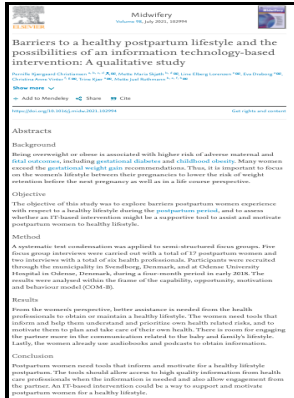 ELSEVIER
Midwifery
Volume 98, July 2021, 102994
Barriers to a healthy postpartum lifestyle and the
possibilities of an information technology-based
intervention: A qualitative study
Show more
Add to Mendeley Share Cite
https://doi.org/10.1016/j.midw.2021.102994
Get rights and content
Abstracts
Background
Being overweight or obese is associated with higher risk of adverse maternal and
fetal outcomes, including gestational diabetes and childhood obesity. Many women
exceed the gestational weight gain recommendations. Thus, it is important to focus
on the women's lifestyle between their pregnancies to lower the risk of weight
retention before the next pregnancy as well as in a life course perspective.
Objective
The objective of this study was to explore barriers postpartum women experience
with respect to a healthy lifestyle during the postpartum period, and to assess
whether an IT-based intervention might be a supportive tool to assist and motivate
postpartum women to healthy lifestyle.
Method
A systematic text condensation was applied to semi-structured focus groups. Five
focus group interviews were carried out with a total of 17 postpartum women and
two interviews with a total of six health professionals. Participants were recruited
through the municipality in Svendborg, Denmark, and at Odense University
Hospital in Odense, Denmark, during a four-month period in early 2018. The
results were analysed within the frame of the capability, opportunity, motivation
and behaviour model (COM-B).
Results
From the women's perspective, better assistance is needed from the health
professionals to obtain or maintain a healthy lifestyle. The women need tools that
inform and help them understand and prioritize own health related risks, and to
motivate them to plan and take care of their own health. There is room for engaging
the partner more in the communication related to the baby and family's lifestyle.
Lastly, the women already use audiobooks and podcasts to obtain information.
Conclusion
Postpartum women need tools that inform and motivate for a healthy lifestyle
postpartum. The tools should allow access to high quality information from health
care professionals when the information is needed and also allow engagement from
the partner. An IT-based intervention could be a way to support and motivate
postpartum women for a healthy lifestyle.